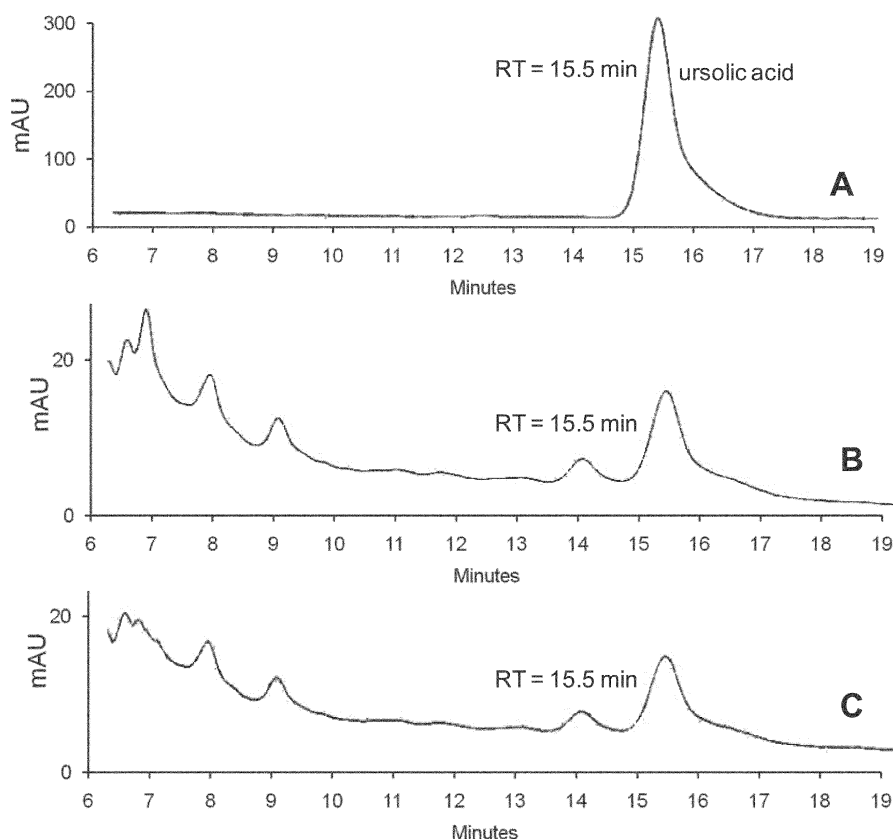 300
RT = 15.5 min ursolic acid
200
mAU
100
A
0
6 7 8 9 10 11 12 13 14 15 16 17 18 19
Minutes
20
mAU
RT = 15.5 min
B
0
6 7 8 9 10 11 12 13 14 15 16 17 18 19
Minutes
20
mAU
RT = 15.5 min
C
0
6 7 8 9 10 11 12 13 14 15 16 17 18 19
Minutes